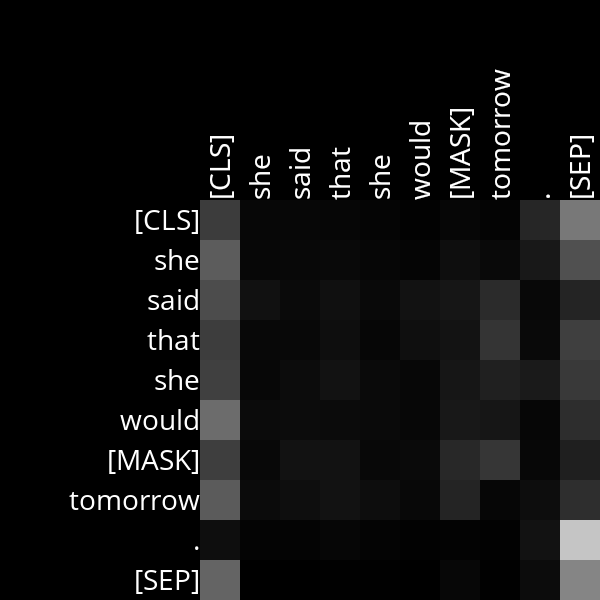 [CLS] she said that she would [MASK] tomorrow . [SEP]
[CLS]
she
said
that
she
would
[MASK]
tomorrow
.
[SEP]